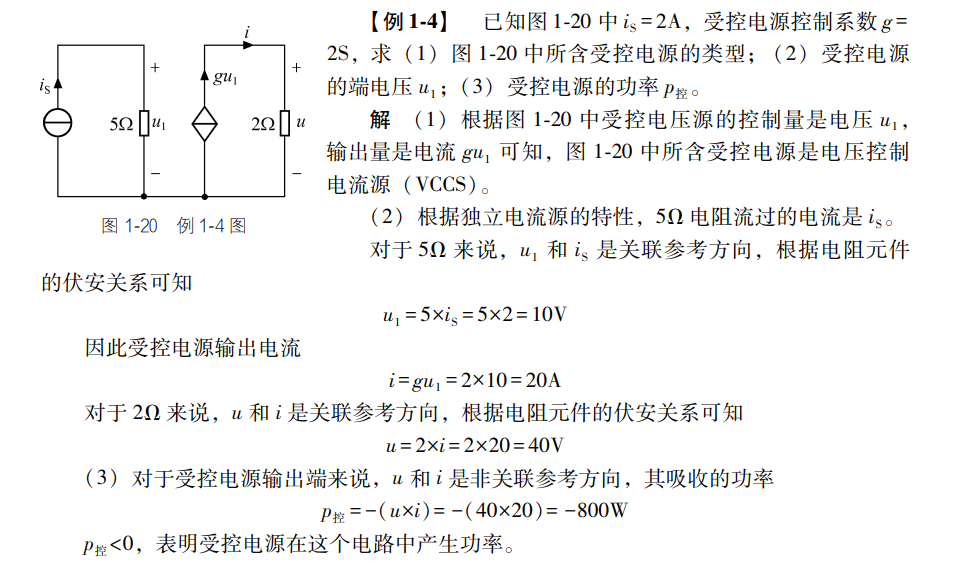 i
iS
+
5Ω
u1
−
gu1
+
2Ω
u
−
图 1-20 例 1-4 图
【例 1-4】 已知图 1-20 中 iS = 2A，受控电源控制系数 g =
2S，求（1）图 1-20 中所含受控电源的类型；（2）受控电源
的端电压 u1；（3）受控电源的功率 p控。
解 （1）根据图 1-20 中受控电压源的控制量是电压 u1，
输出量是电流 gu1 可知，图 1-20 中所含受控电源是电压控制
电流源（VCCS）。
（2）根据独立电流源的特性，5Ω 电阻流过的电流是 iS。
对于 5Ω 来说，u1 和 iS 是关联参考方向，根据电阻元件
的伏安关系可知
u1 = 5×iS = 5×2 = 10V
因此受控电源输出电流
i = gu1 = 2×10 = 20A
对于 2Ω 来说，u 和 i 是关联参考方向，根据电阻元件的伏安关系可知
u = 2×i = 2×20 = 40V
（3）对于受控电源输出端来说，u 和 i 是非关联参考方向，其吸收的功率
p控 = -(u×i) = -(40×20) = -800W
p控<0，表明受控电源在这个电路中产生功率。